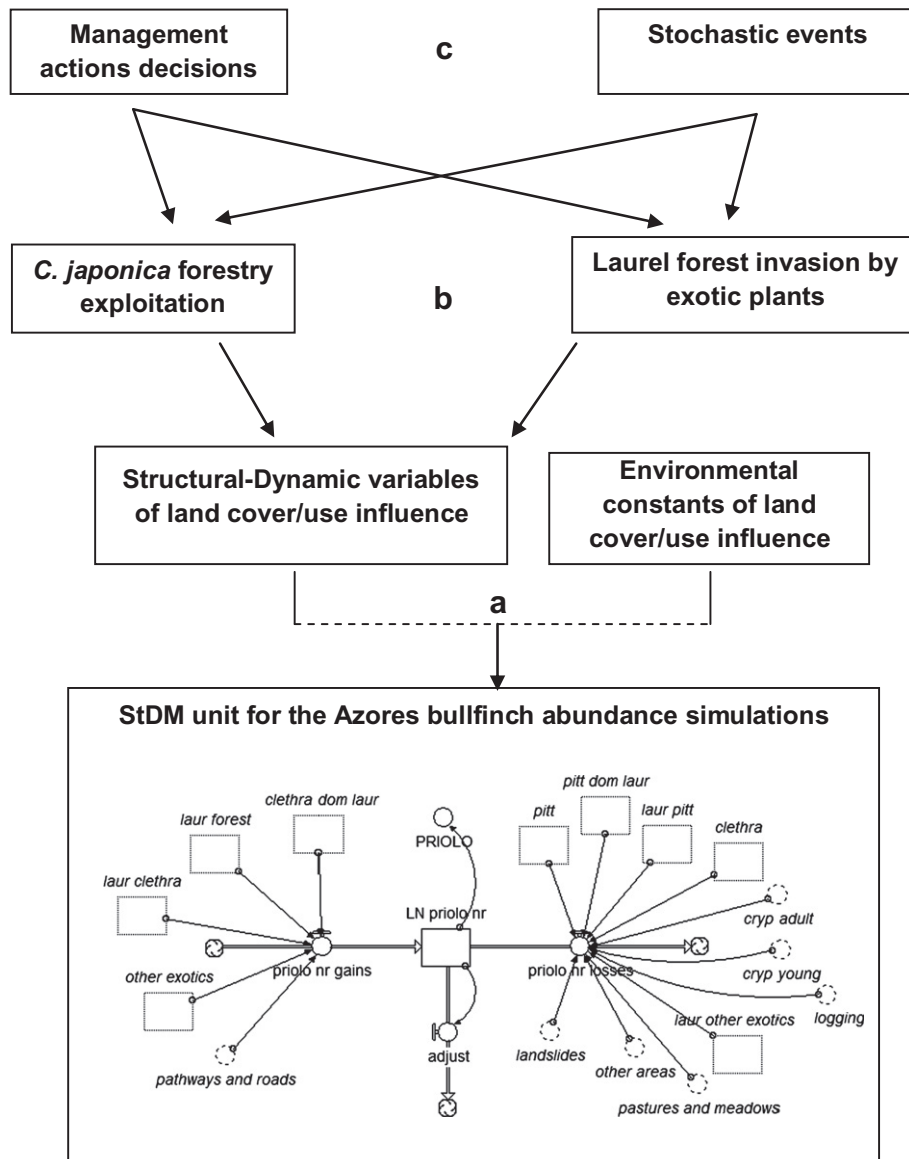 Management
actions decisions
c
Stochastic events
C. japonica forestry
exploitation
b
Laurel forest invasion by
exotic plants
Structural-Dynamic variables
of land cover/use influence
Environmental
constants of land
cover/use influence
a
StDM unit for the Azores bullfinch abundance simulations
clethra dom laur
laur forest
laur clethra
other exotics
pathways and roads
priolo nr gains
PRIOLO
LN priolo nr
adjust
pitt dom laur
pitt
laur pitt
clethra
cryp adult
cryp young
logging
priolo nr losses
laur other exotics
landslides
other areas
pastures and meadows